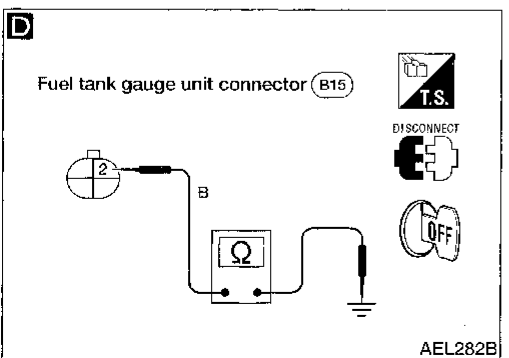 D
Fuel tank gauge unit connector B15
T.S.
DISCONNECT
2
B
Ω
OFF
AEL282B